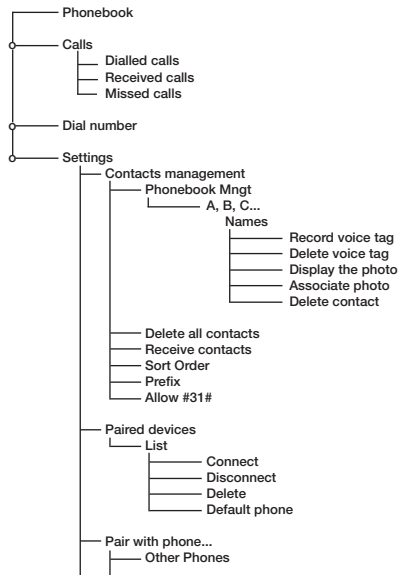 Phonebook
Calls
Dialled calls
Received calls
Missed calls
Dial number
Settings
Contacts management
Phonebook Mngt
A, B, C...
Names
Record voice tag
Delete voice tag
Display the photo
Associate photo
Delete contact
Delete all contacts
Receive contacts
Sort Order
Prefix
Allow #31#
Paired devices
List
Connect
Disconnect
Delete
Default phone
Pair with phone...
Other Phones